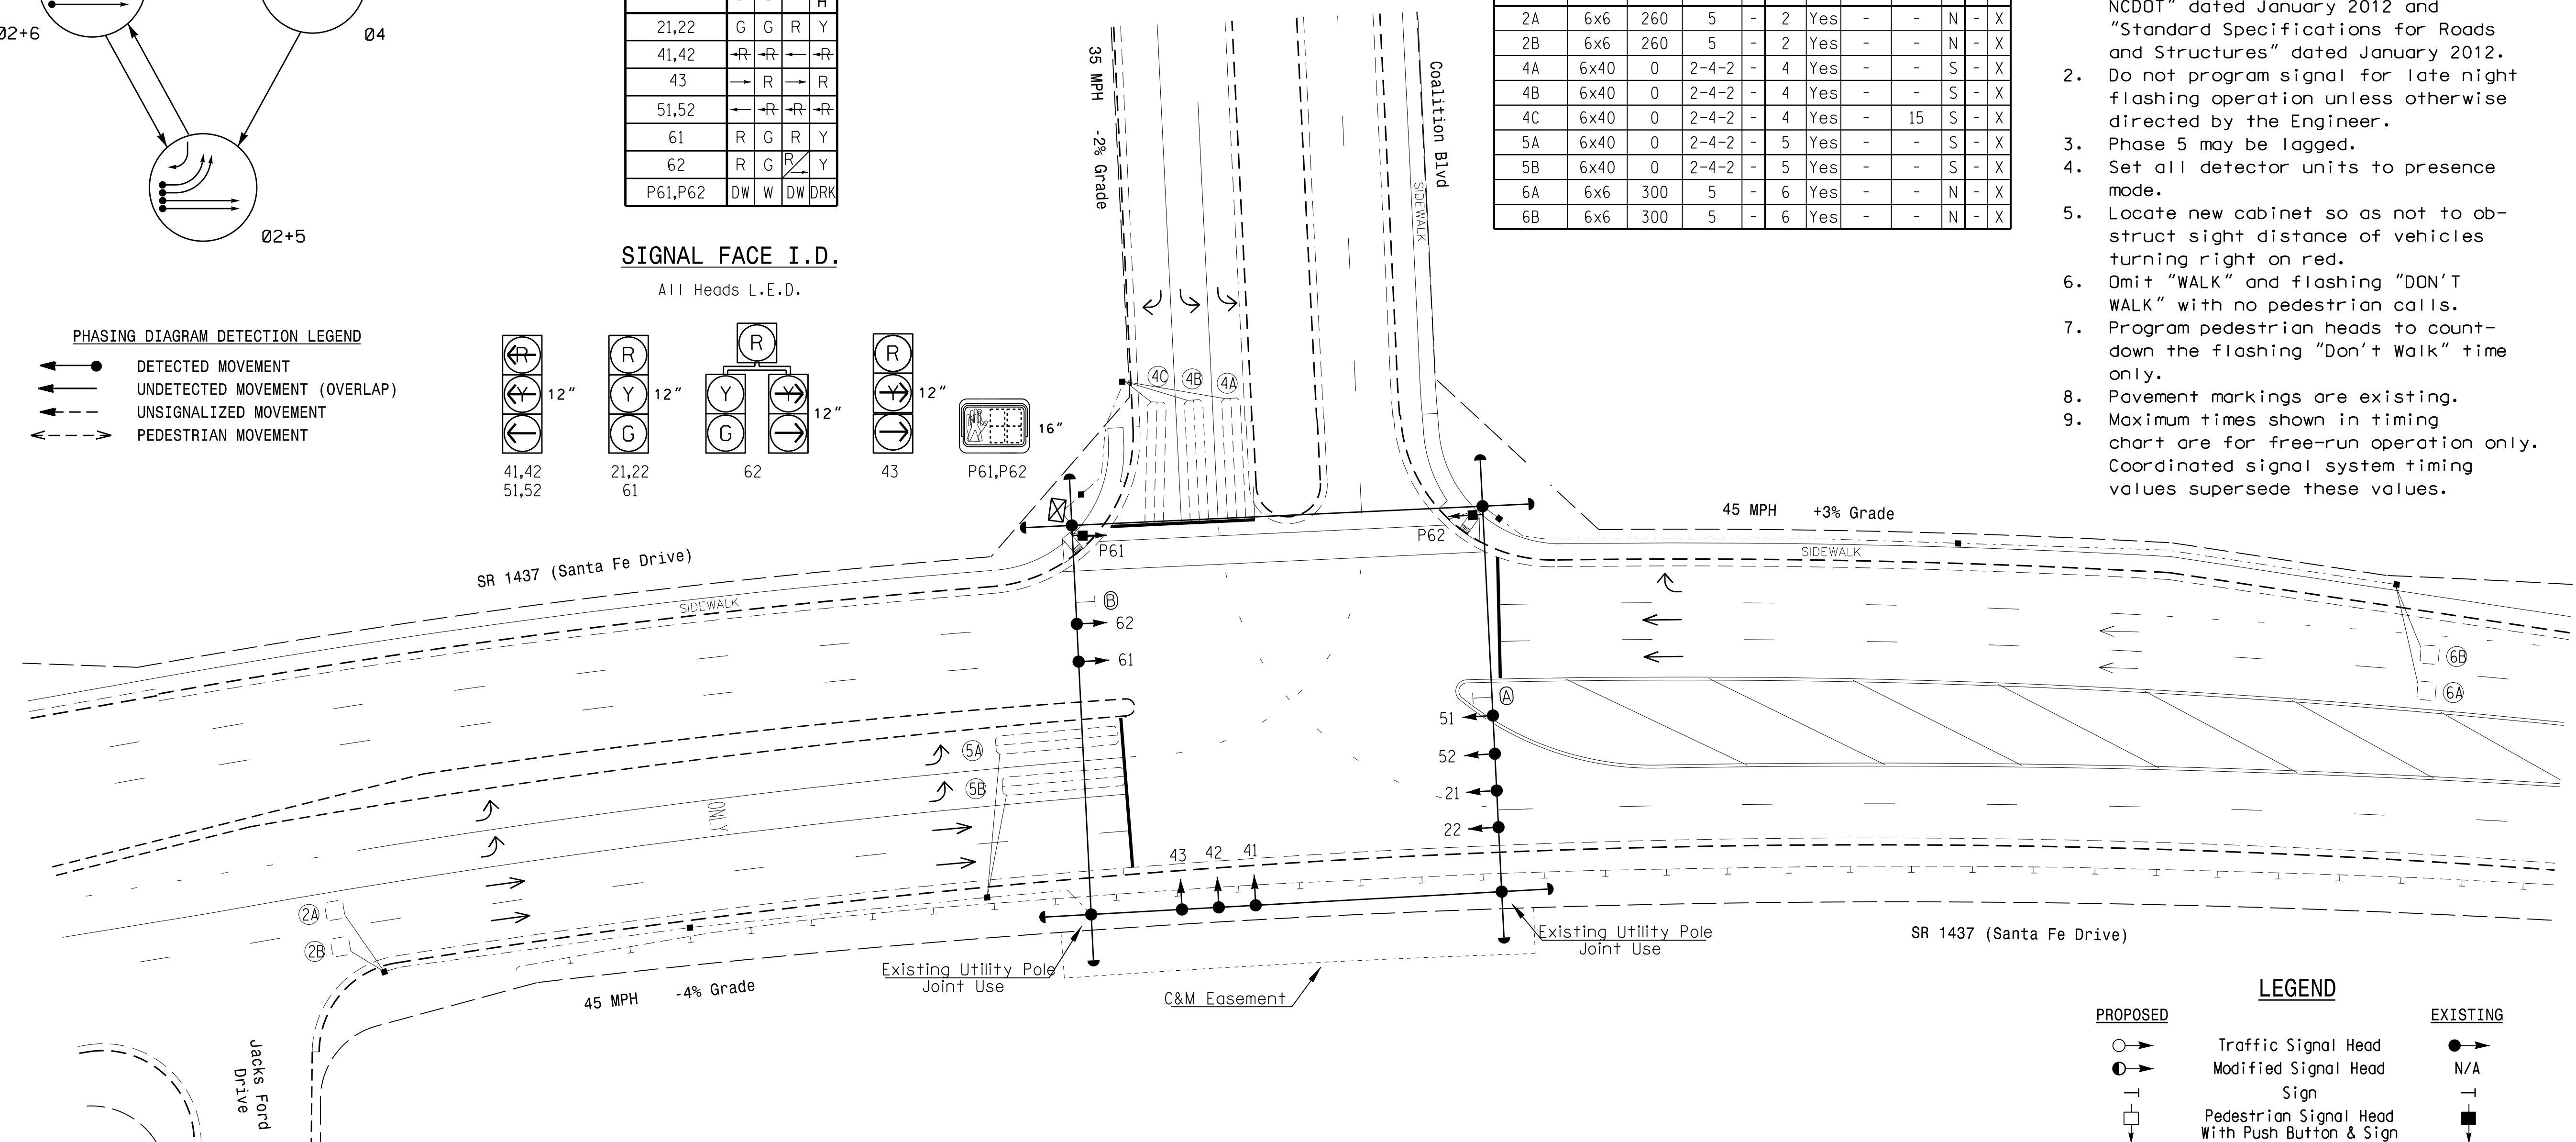 Ø2+6
Ø4
Ø2+5
PHASING DIAGRAM DETECTION LEGEND
DETECTED MOVEMENT
UNDETECTED MOVEMENT (OVERLAP)
UNSIGNALIZED MOVEMENT
PEDESTRIAN MOVEMENT
H
21,22 G G R Y
41,42 R R ← R
43 → R → R
51,52 ← R R R
61 R G R Y
62 R G R → Y
P61,P62 DW W DW DRK
SIGNAL FACE I.D.
All Heads L.E.D.
R Y 12"
41,42
51,52
R Y G 12"
21,22
61
R Y Y G 12"
62
R Y 12"
43
16"
P61,P62
2A 6x6 260 5 - 2 Yes - - N - X
2B 6x6 260 5 - 2 Yes - - N - X
4A 6x40 0 2-4-2 - 4 Yes - - S - X
4B 6x40 0 2-4-2 - 4 Yes - - S - X
4C 6x40 0 2-4-2 - 4 Yes - 15 S - X
5A 6x40 0 2-4-2 - 5 Yes - - S - X
5B 6x40 0 2-4-2 - 5 Yes - - S - X
6A 6x6 300 5 - 6 Yes - - N - X
6B 6x6 300 5 - 6 Yes - - N - X
NCDOT" dated January 2012 and
"Standard Specifications for Roads
and Structures" dated January 2012.
2. Do not program signal for late night
flashing operation unless otherwise
directed by the Engineer.
3. Phase 5 may be lagged.
4. Set all detector units to presence
mode.
5. Locate new cabinet so as not to ob-
struct sight distance of vehicles
turning right on red.
6. Omit "WALK" and flashing "DON'T
WALK" with no pedestrian calls.
7. Program pedestrian heads to count-
down the flashing "Don't Walk" time
only.
8. Pavement markings are existing.
9. Maximum times shown in timing
chart are for free-run operation only.
Coordinated signal system timing
values supersede these values.
35 MPH -2% Grade
Coalition Blvd
SIDEWALK
4C 4B 4A
P61
P62
45 MPH +3% Grade
SIDEWALK
SR 1437 (Santa Fe Drive)
SIDEWALK
B
62
61
6B
6A
A
51
52
21
22
5A
5B
ONLY
43 42 41
2A
2B
Existing Utility Pole
Joint Use
Existing Utility Pole
Joint Use
C&M Easement
45 MPH -4% Grade
SR 1437 (Santa Fe Drive)
Jacks Ford
Drive
LEGEND
PROPOSED EXISTING
Traffic Signal Head
Modified Signal Head N/A
Sign
Pedestrian Signal Head
With Push Button & Sign